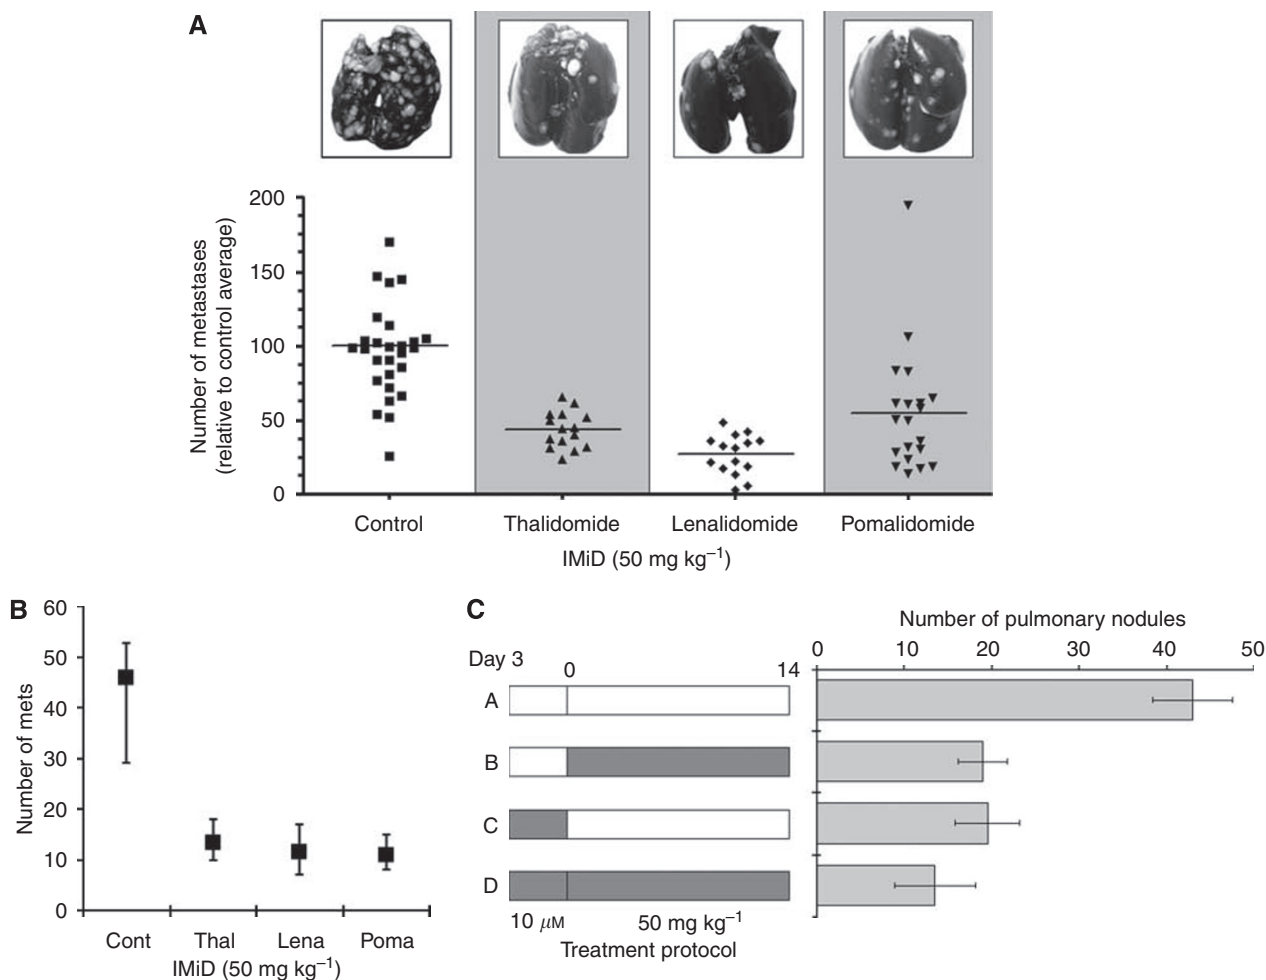 A
200
150
100
50
0
Number of metastases
(relative to control average)
Control Thalidomide Lenalidomide Pomalidomide
IMiD (50 mg kg⁻¹)
B
60
50
40
30
20
10
0
Number of mets
Cont Thal Lena Poma
IMiD (50 mg kg⁻¹)
C
Number of pulmonary nodules
0 10 20 30 40 50
Day 3 0 14
A
B
C
D
10 μM 50 mg kg⁻¹
Treatment protocol